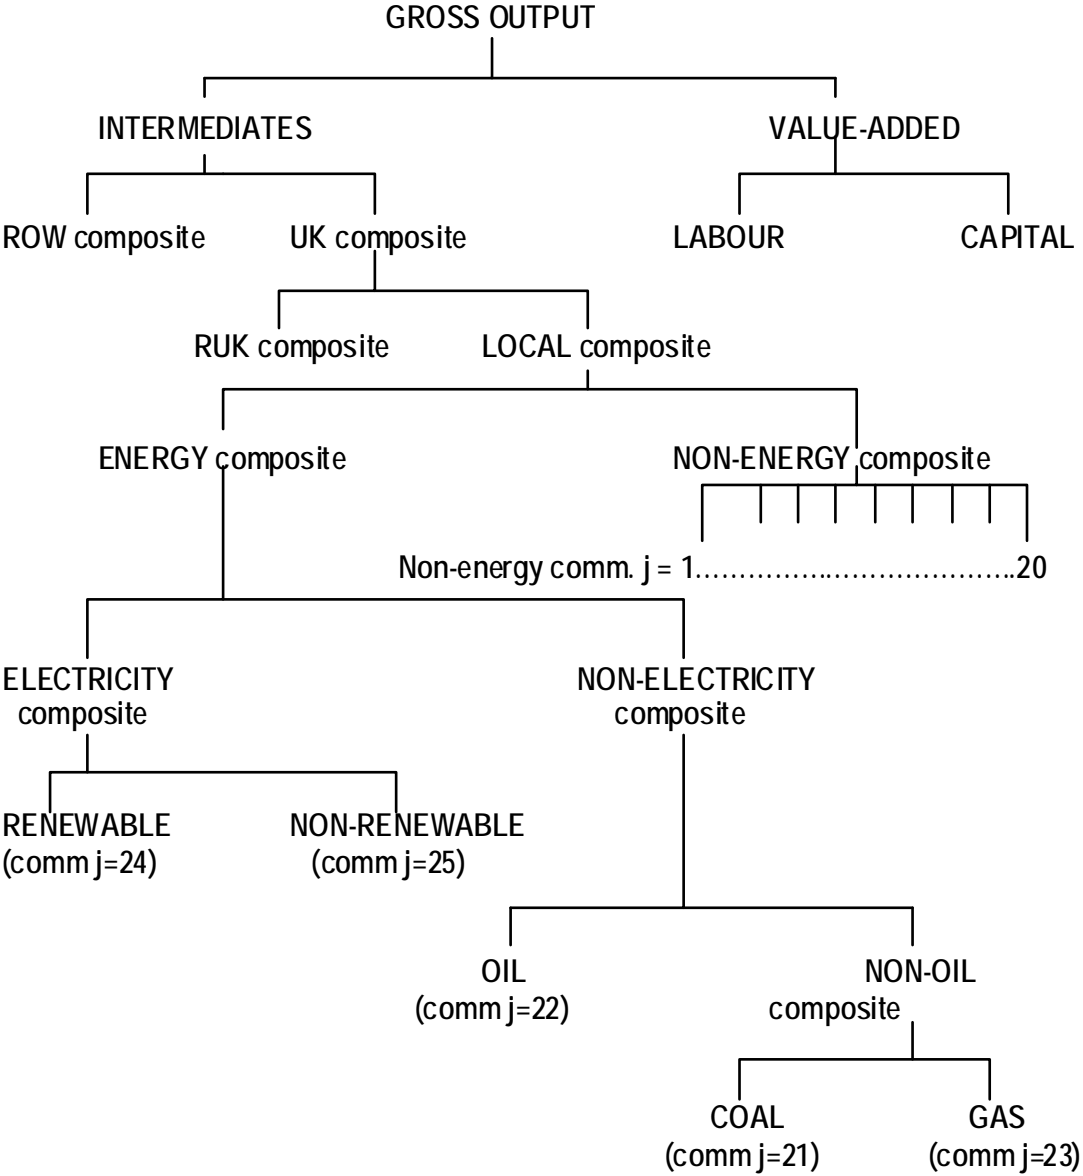 GROSS OUTPUT
INTERMEDIATES
VALUE-ADDED
ROW composite
UK composite
LABOUR
CAPITAL
RUK composite
LOCAL composite
ENERGY composite
NON-ENERGY composite
Non-energy comm. j = 1.......................................20
ELECTRICITY
composite
NON-ELECTRICITY
composite
RENEWABLE
(comm j=24)
NON-RENEWABLE
(comm j=25)
OIL
(comm j=22)
NON-OIL
composite
COAL
(comm j=21)
GAS
(comm j=23)